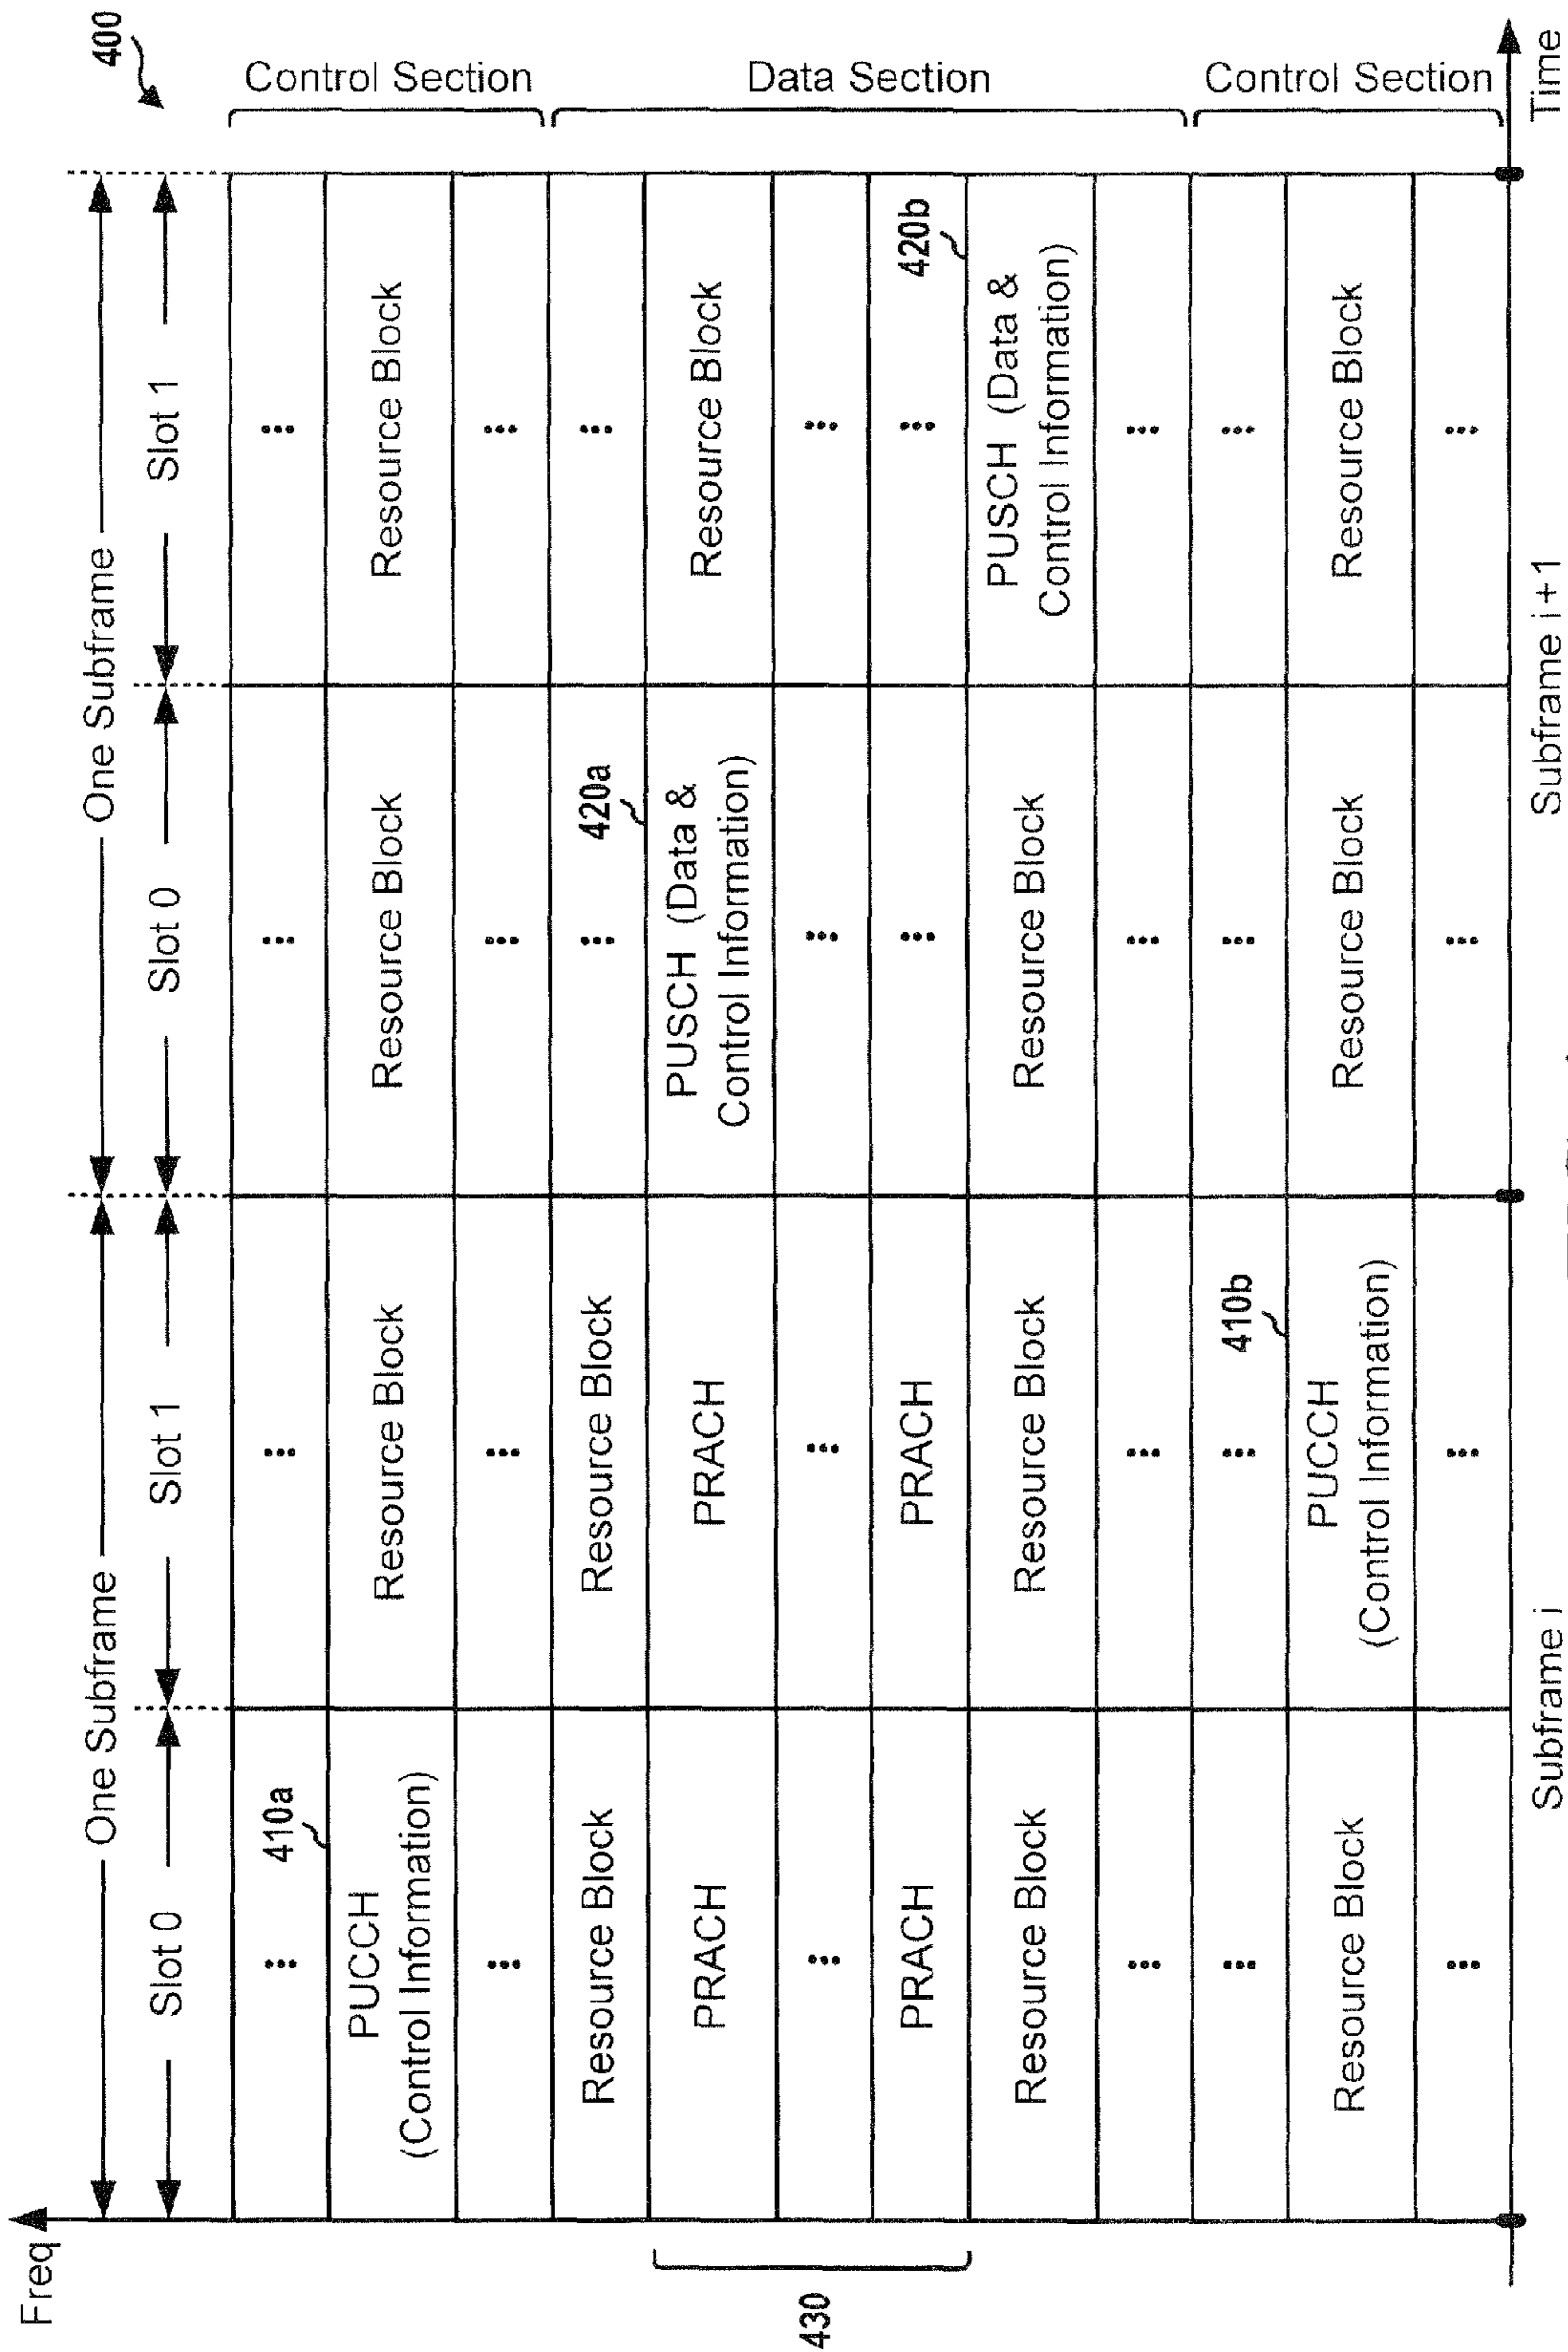 400
Freq
One Subframe
One Subframe
Slot 0
Slot 1
Slot 0
Slot 1
Control Section
410a
PUCCH
(Control Information)
Resource Block
Resource Block
Resource Block
Data Section
420a
Resource Block
Resource Block
PRACH
PRACH
PUSCH (Data &
Control Information)
Resource Block
430
PRACH
PRACH
420b
Resource Block
Resource Block
Resource Block
PUSCH (Data &
Control Information)
Control Section
410b
Resource Block
PUCCH
(Control Information)
Resource Block
Resource Block
Subframe i
Subframe i + 1
Time